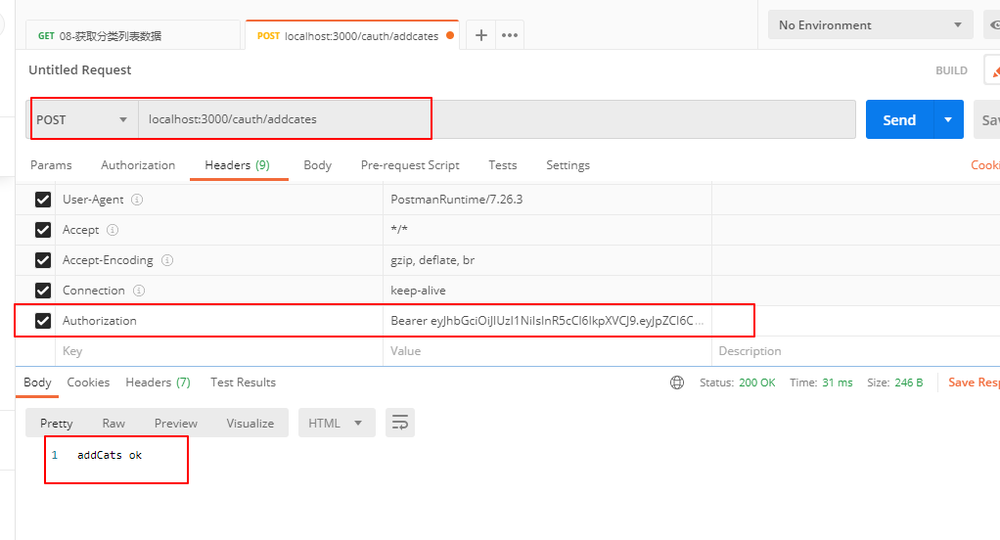 GET 08-获取分类列表数据
POST localhost:3000/cauth/addcates
No Environment
Untitled Request
BUILD
POST localhost:3000/cauth/addcates
Send
Sav
Params Authorization Headers (9) Body Pre-request Script Tests Settings
Cooki
User-Agent PostmanRuntime/7.26.3
Accept */*
Accept-Encoding gzip, deflate, br
Connection keep-alive
Authorization Bearer eyJhbGciOiJIUzI1NiIsInR5cCI6IkpXVCJ9.eyJpZCI6C...
Key Value Description
Body Cookies Headers (7) Test Results
Status: 200 OK Time: 31 ms Size: 246 B
Save Resp
Pretty Raw Preview Visualize HTML
1 addCats ok